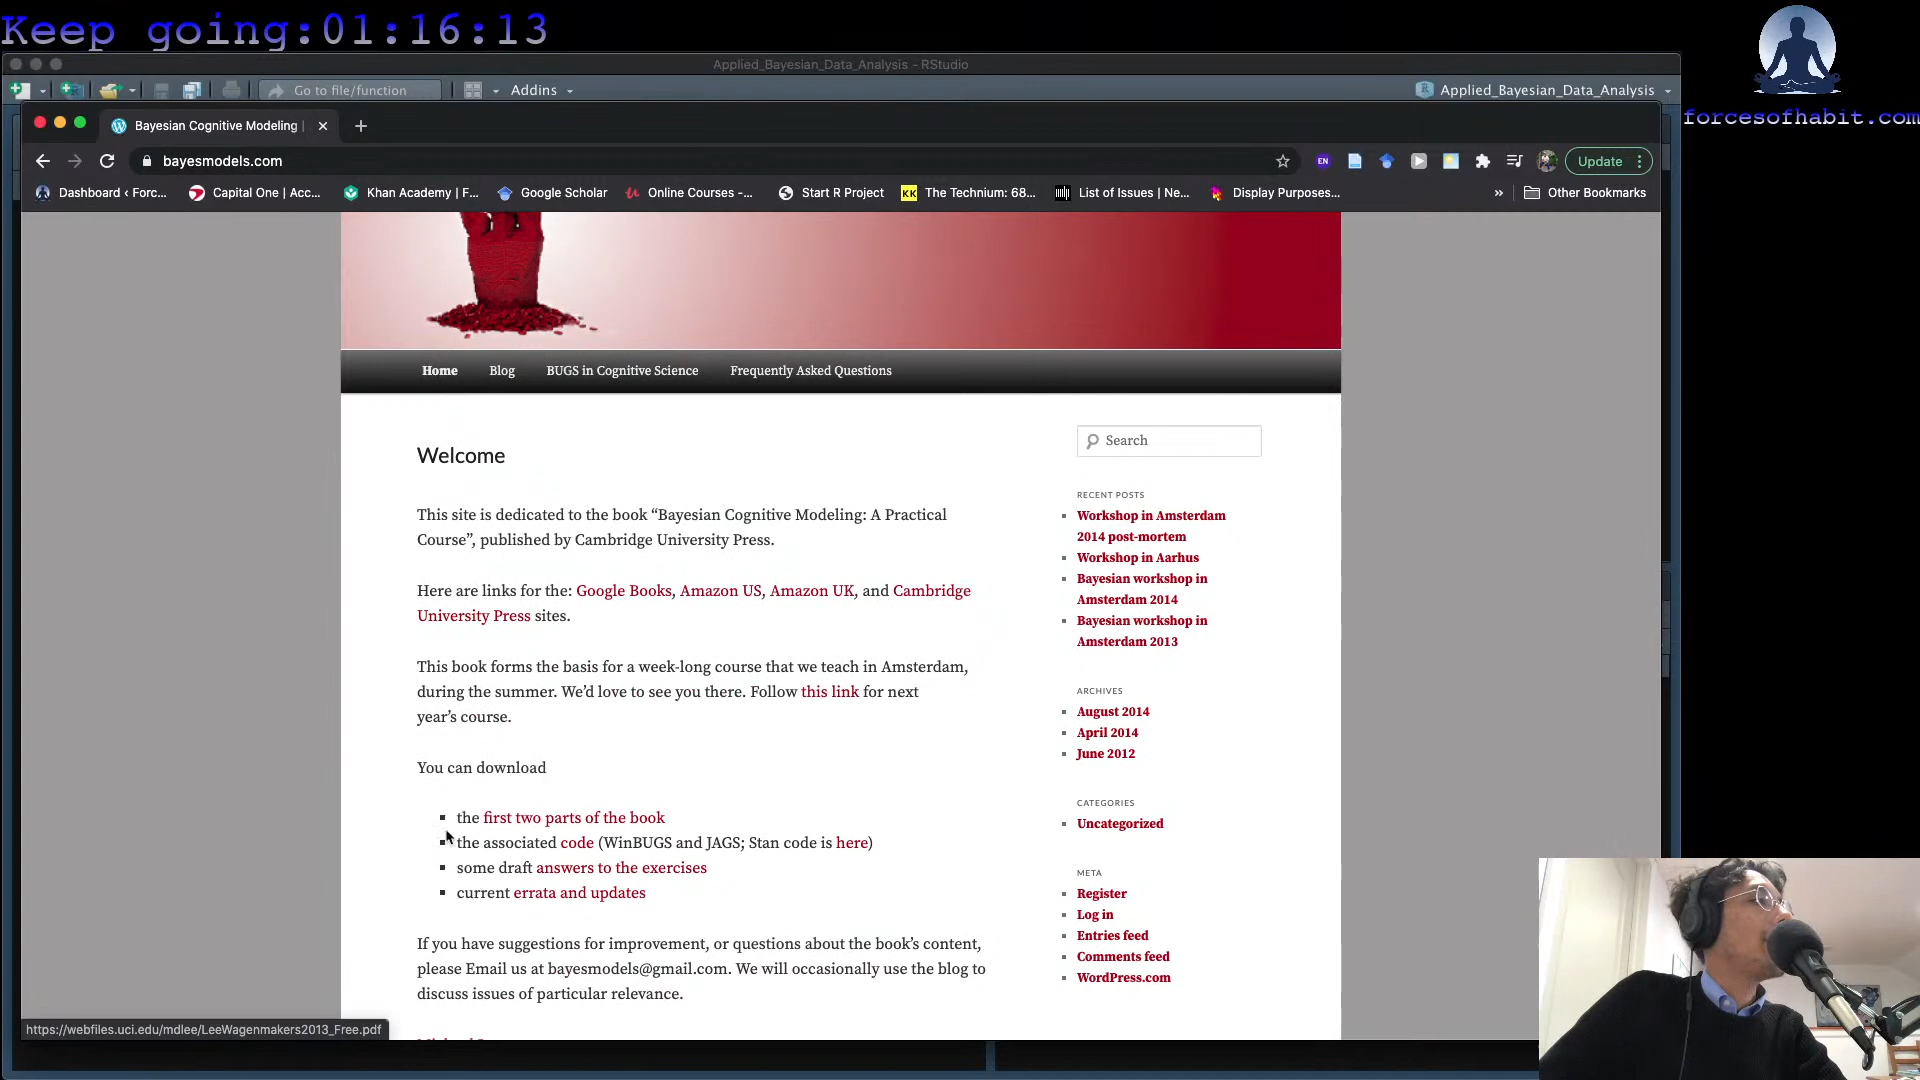 Keep going:01:16:13
Applied_Bayesian_Data_Analysis - RStudio
Go to file/function
Addins
Applied_Bayesian_Data_Analysis
forcesofhabit.com
Bayesian Cognitive Modeling |
bayesmodels.com
EN
Update
Dashboard ‹ Forc...
Capital One | Acc...
Khan Academy | F...
Google Scholar
Online Courses -...
Start R Project
KK
The Technium: 68...
List of Issues | Ne...
Display Purposes...
»
Other Bookmarks
Home
Blog
BUGS in Cognitive Science
Frequently Asked Questions
Welcome
This site is dedicated to the book “Bayesian Cognitive Modeling: A Practical
Course”, published by Cambridge University Press.
Here are links for the: Google Books, Amazon US, Amazon UK, and Cambridge
University Press sites.
This book forms the basis for a week-long course that we teach in Amsterdam,
during the summer. We’d love to see you there. Follow this link for next
year’s course.
You can download
the first two parts of the book
the associated code (WinBUGS and JAGS; Stan code is here)
some draft answers to the exercises
current errata and updates
If you have suggestions for improvement, or questions about the book’s content,
please Email us at bayesmodels@gmail.com. We will occasionally use the blog to
discuss issues of particular relevance.
Search
RECENT POSTS
Workshop in Amsterdam
2014 post-mortem
Workshop in Aarhus
Bayesian workshop in
Amsterdam 2014
Bayesian workshop in
Amsterdam 2013
ARCHIVES
August 2014
April 2014
June 2012
CATEGORIES
Uncategorized
META
Register
Log in
Entries feed
Comments feed
WordPress.com
https://webfiles.uci.edu/mdlee/LeeWagenmakers2013_Free.pdf